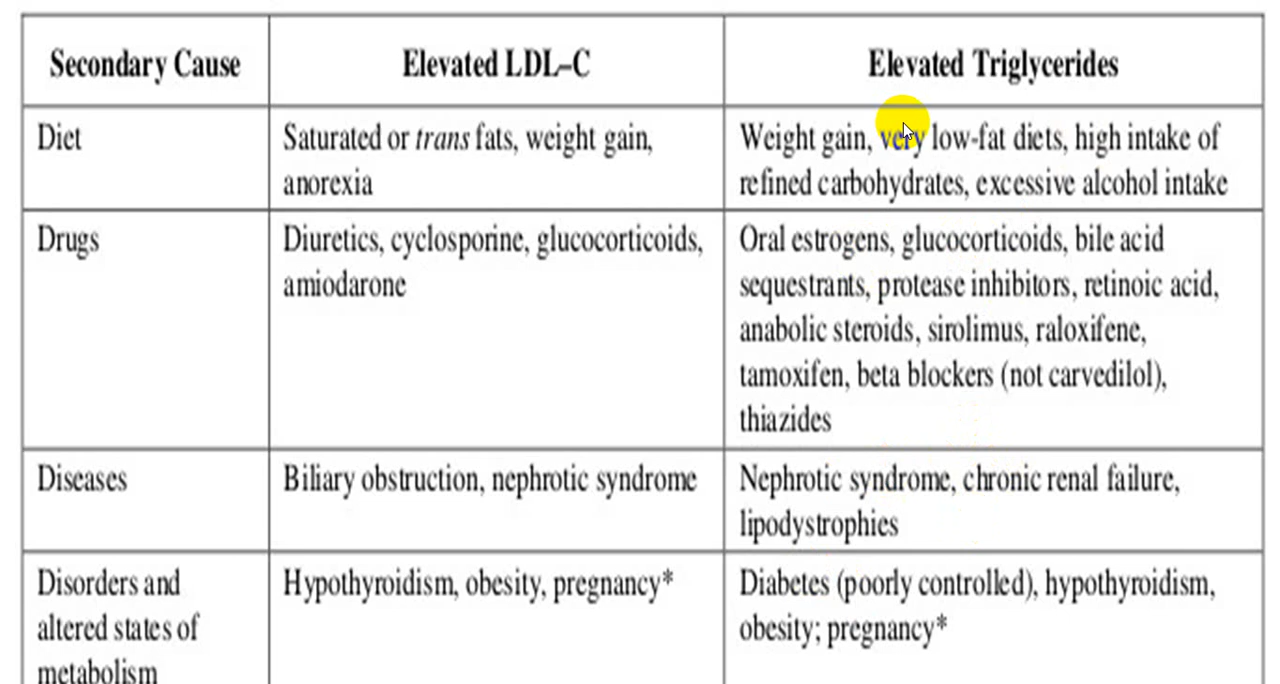 Secondary Cause Elevated LDL–C Elevated Triglycerides
Diet
Saturated or trans fats, weight gain,
anorexia
Weight gain, very low-fat diets, high intake of
refined carbohydrates, excessive alcohol intake
Drugs
Diuretics, cyclosporine, glucocorticoids,
amiodarone
Oral estrogens, glucocorticoids, bile acid
sequestrants, protease inhibitors, retinoic acid,
anabolic steroids, sirolimus, raloxifene,
tamoxifen, beta blockers (not carvedilol),
thiazides
Diseases
Biliary obstruction, nephrotic syndrome
Nephrotic syndrome, chronic renal failure,
lipodystrophies
Disorders and
altered states of
metabolism
Hypothyroidism, obesity, pregnancy*
Diabetes (poorly controlled), hypothyroidism,
obesity; pregnancy*